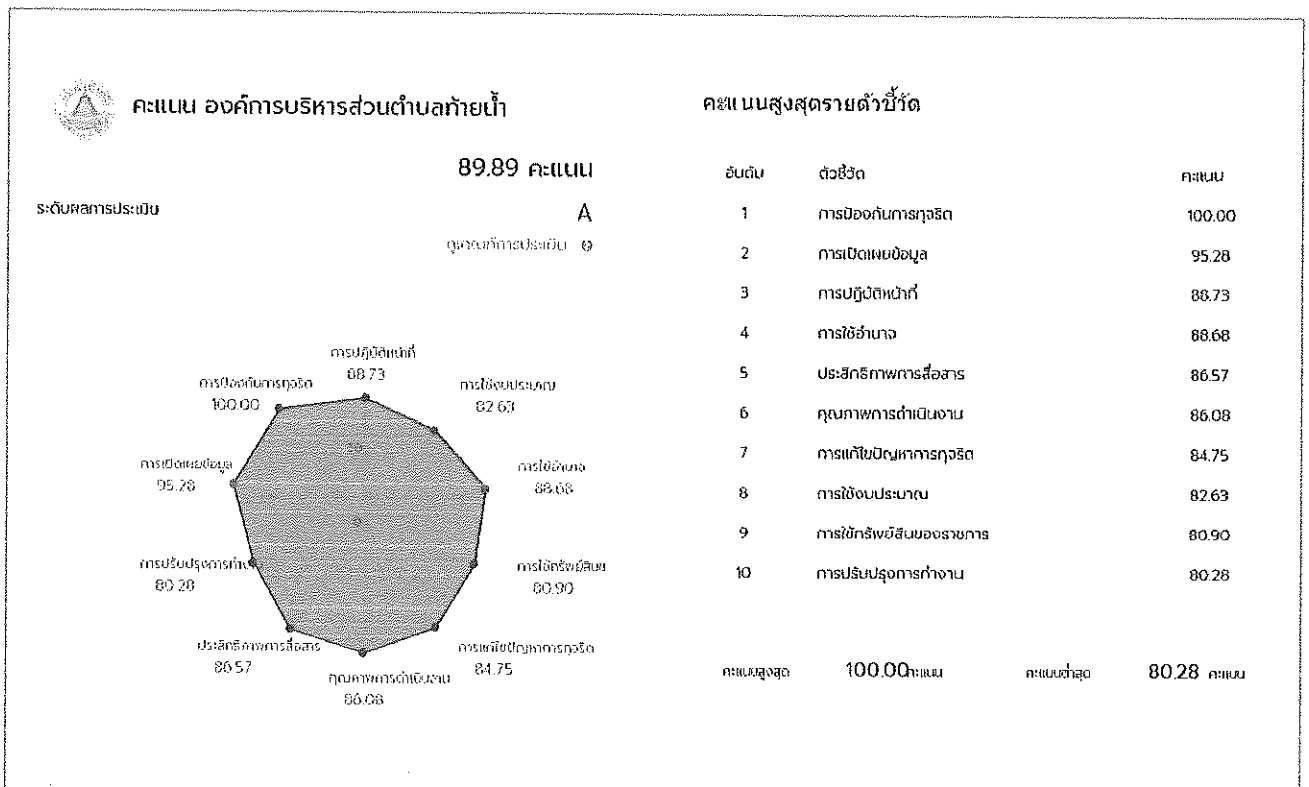 คะแนน องค์การบริหารส่วนตำบลท้ายน้ำ
89.89 คะแนน
ระดับผลการประเมิน
A
ดูเกณฑ์การประเมิน
การปฏิบัติหน้าที่
88.73
การป้องกันการทุจริต
100.00
การใช้งบประมาณ
82.63
การเปิดเผยข้อมูล
95.28
การใช้อำนาจ
88.68
การปรับปรุงการทำง
80.28
การใช้ทรัพย์สินข
80.90
ประสิทธิภาพการสื่อสาร
86.57
การแก้ไขปัญหาการทุจริต
84.75
คุณภาพการดำเนินงาน
86.08
คะแนนสูงสุดรายตัวชี้วัด
อันดับ ตัวชี้วัด คะแนน
1 การป้องกันการทุจริต 100.00
2 การเปิดเผยข้อมูล 95.28
3 การปฏิบัติหน้าที่ 88.73
4 การใช้อำนาจ 88.68
5 ประสิทธิภาพการสื่อสาร 86.57
6 คุณภาพการดำเนินงาน 86.08
7 การแก้ไขปัญหาการทุจริต 84.75
8 การใช้งบประมาณ 82.63
9 การใช้ทรัพย์สินของราชการ 80.90
10 การปรับปรุงการทำงาน 80.28
คะแนนสูงสุด 100.00 คะแนน คะแนนต่ำสุด 80.28 คะแนน